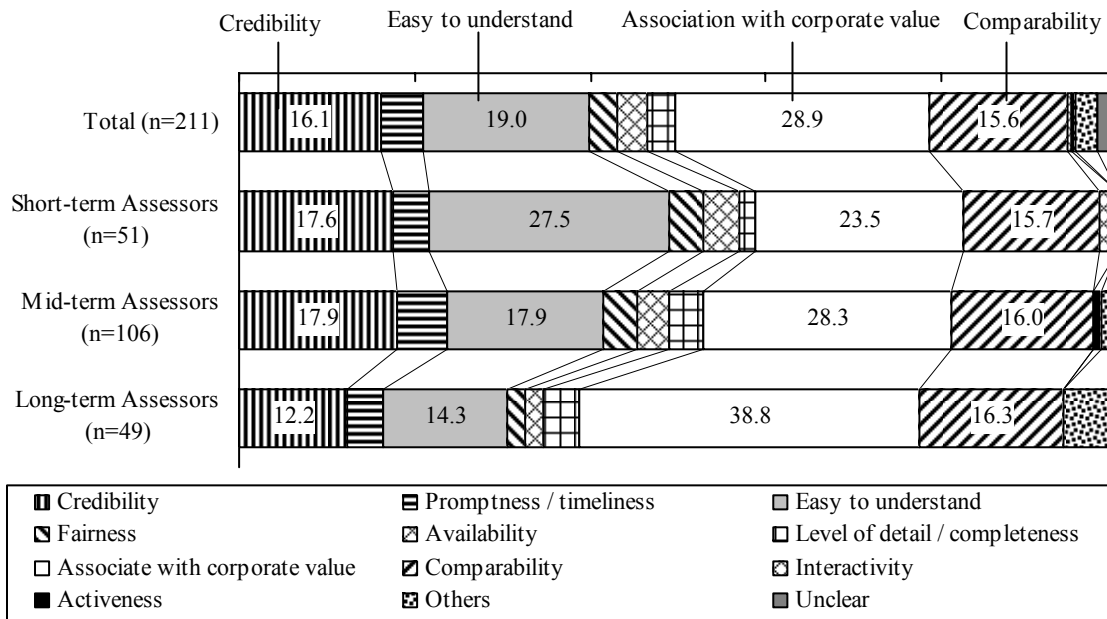 Credibility
Easy to understand
Association with corporate value
Comparability
Total (n=211)
16.1
19.0
28.9
15.6
Short-term Assessors
(n=51)
17.6
27.5
23.5
15.7
Mid-term Assessors
(n=106)
17.9
17.9
28.3
16.0
Long-term Assessors
(n=49)
12.2
14.3
38.8
16.3
Credibility
Promptness / timeliness
Easy to understand
Fairness
Availability
Level of detail / completeness
Associate with corporate value
Comparability
Interactivity
Activeness
Others
Unclear